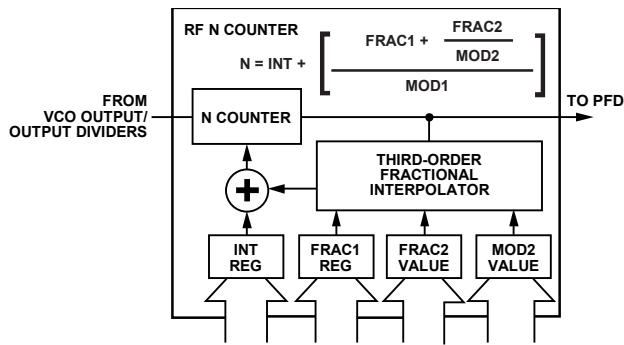 RF N COUNTER
N = INT +
FRAC1 +
FRAC2
MOD2
MOD1
FROM
VCO OUTPUT/
OUTPUT DIVIDERS
N COUNTER
TO PFD
THIRD-ORDER
FRACTIONAL
INTERPOLATOR
+
INT
REG
FRAC1
REG
FRAC2
VALUE
MOD2
VALUE